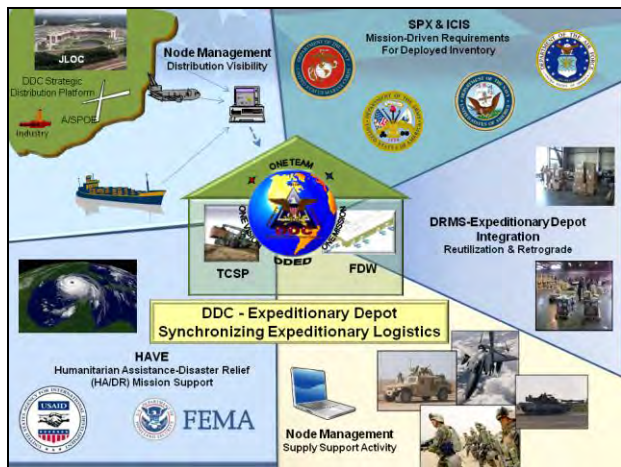 JLOC
DDC Strategic
Distribution Platform
A/SPOE
Industry
Node Management
Distribution Visibility
SPX & ICIS
Mission-Driven Requirements
For Deployed Inventory
ONE TEAM
ONE MISSION
DDC
DDED
TCSP
FDW
DRMS-Expeditionary Depot
Integration
Reutilization & Retrograde
DDC - Expeditionary Depot
Synchronizing Expeditionary Logistics
HAVE
Humanitarian Assistance-Disaster Relief
(HA/DR) Mission Support
USAID
FEMA
Node Management
Supply Support Activity